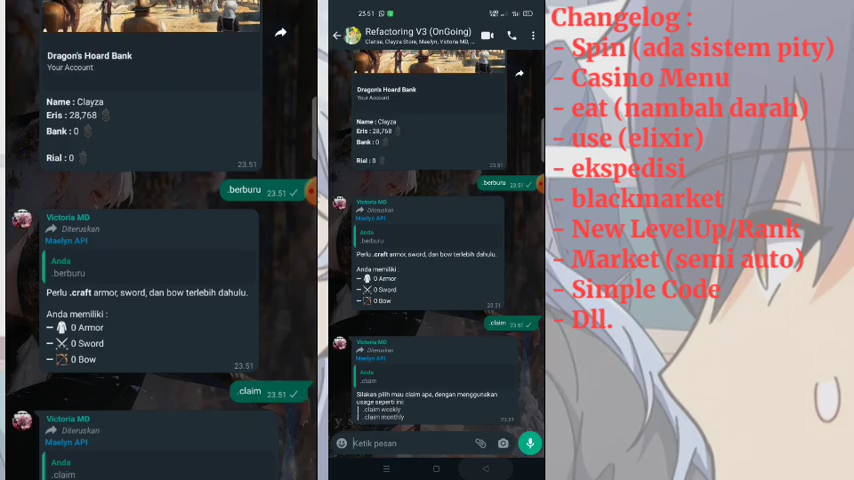 Dragon's Hoard Bank
Your Account
Name : Clayza
Eris : 28,768
Bank : 0
Rial : 0
23.51
.berburu 23.51
Victoria MD
Diteruskan
Maelyn API
Anda
.berburu
Perlu .craft armor, sword, dan bow terlebih dahulu.
Anda memiliki :
– 0 Armor
– 0 Sword
– 0 Bow
23.51
.claim 23.51
Victoria MD
Diteruskan
Maelyn API
Anda
.claim
23 51
Refactoring V3 (OnGoing)
Clarise, Clayza Store, Maelyn, Victoria MD, ...
Dragon's Hoard Bank
Your Account
Name : Clayza
Eris : 28,768
Bank : 0
Rial : 0
23.51
.berburu 23.51
Victoria MD
Diteruskan
Maelyn API
Anda
.berburu
Perlu .craft armor, sword, dan bow terlebih dahulu.
Anda memiliki :
– 0 Armor
– 0 Sword
– 0 Bow
23.51
.claim 23.51
Victoria MD
Diteruskan
Maelyn API
Anda
.claim
Silakan pilih mau claim apa, dengan menggunakan
usage seperti ini:
.claim weekly
.claim monthly
23.51
Ketik pesan
Changelog :
- Spin (ada sistem pity)
- Casino Menu
- eat (nambah darah)
- use (elixir)
- ekspedisi
- blackmarket
- New LevelUp/Rank
- Market (semi auto)
- Simple Code
- Dll.